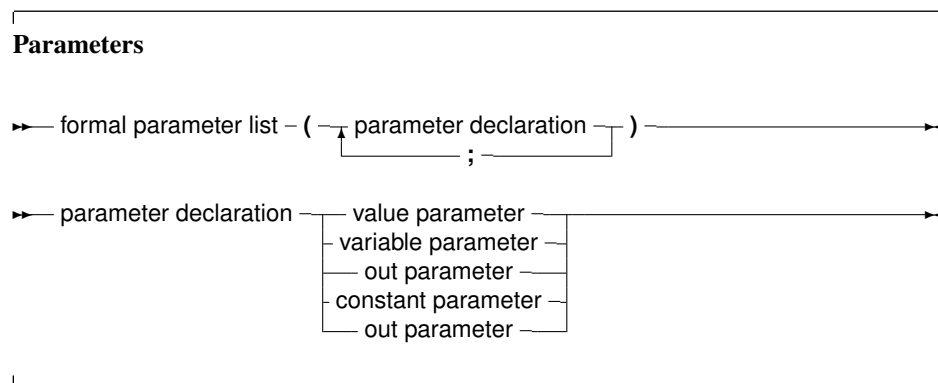 Parameters
formal parameter list ( parameter declaration )
;
parameter declaration value parameter
variable parameter
out parameter
constant parameter
out parameter